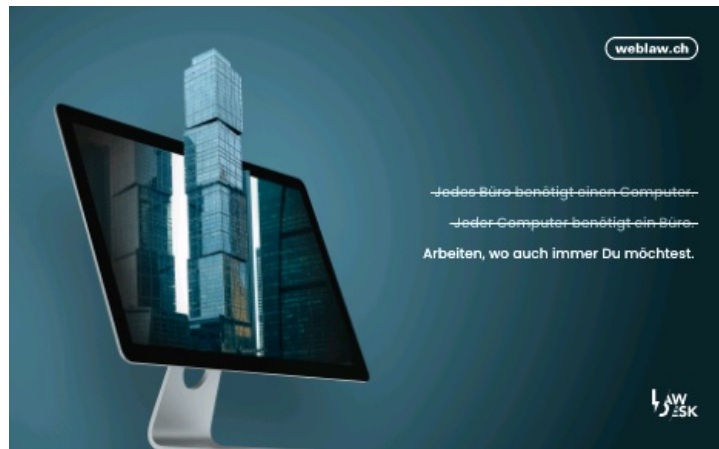 weblaw.ch
Jedes Büro benötigt einen Computer.
Jeder Computer benötigt ein Büro.
Arbeiten, wo auch immer Du möchtest.
LAW
DESK